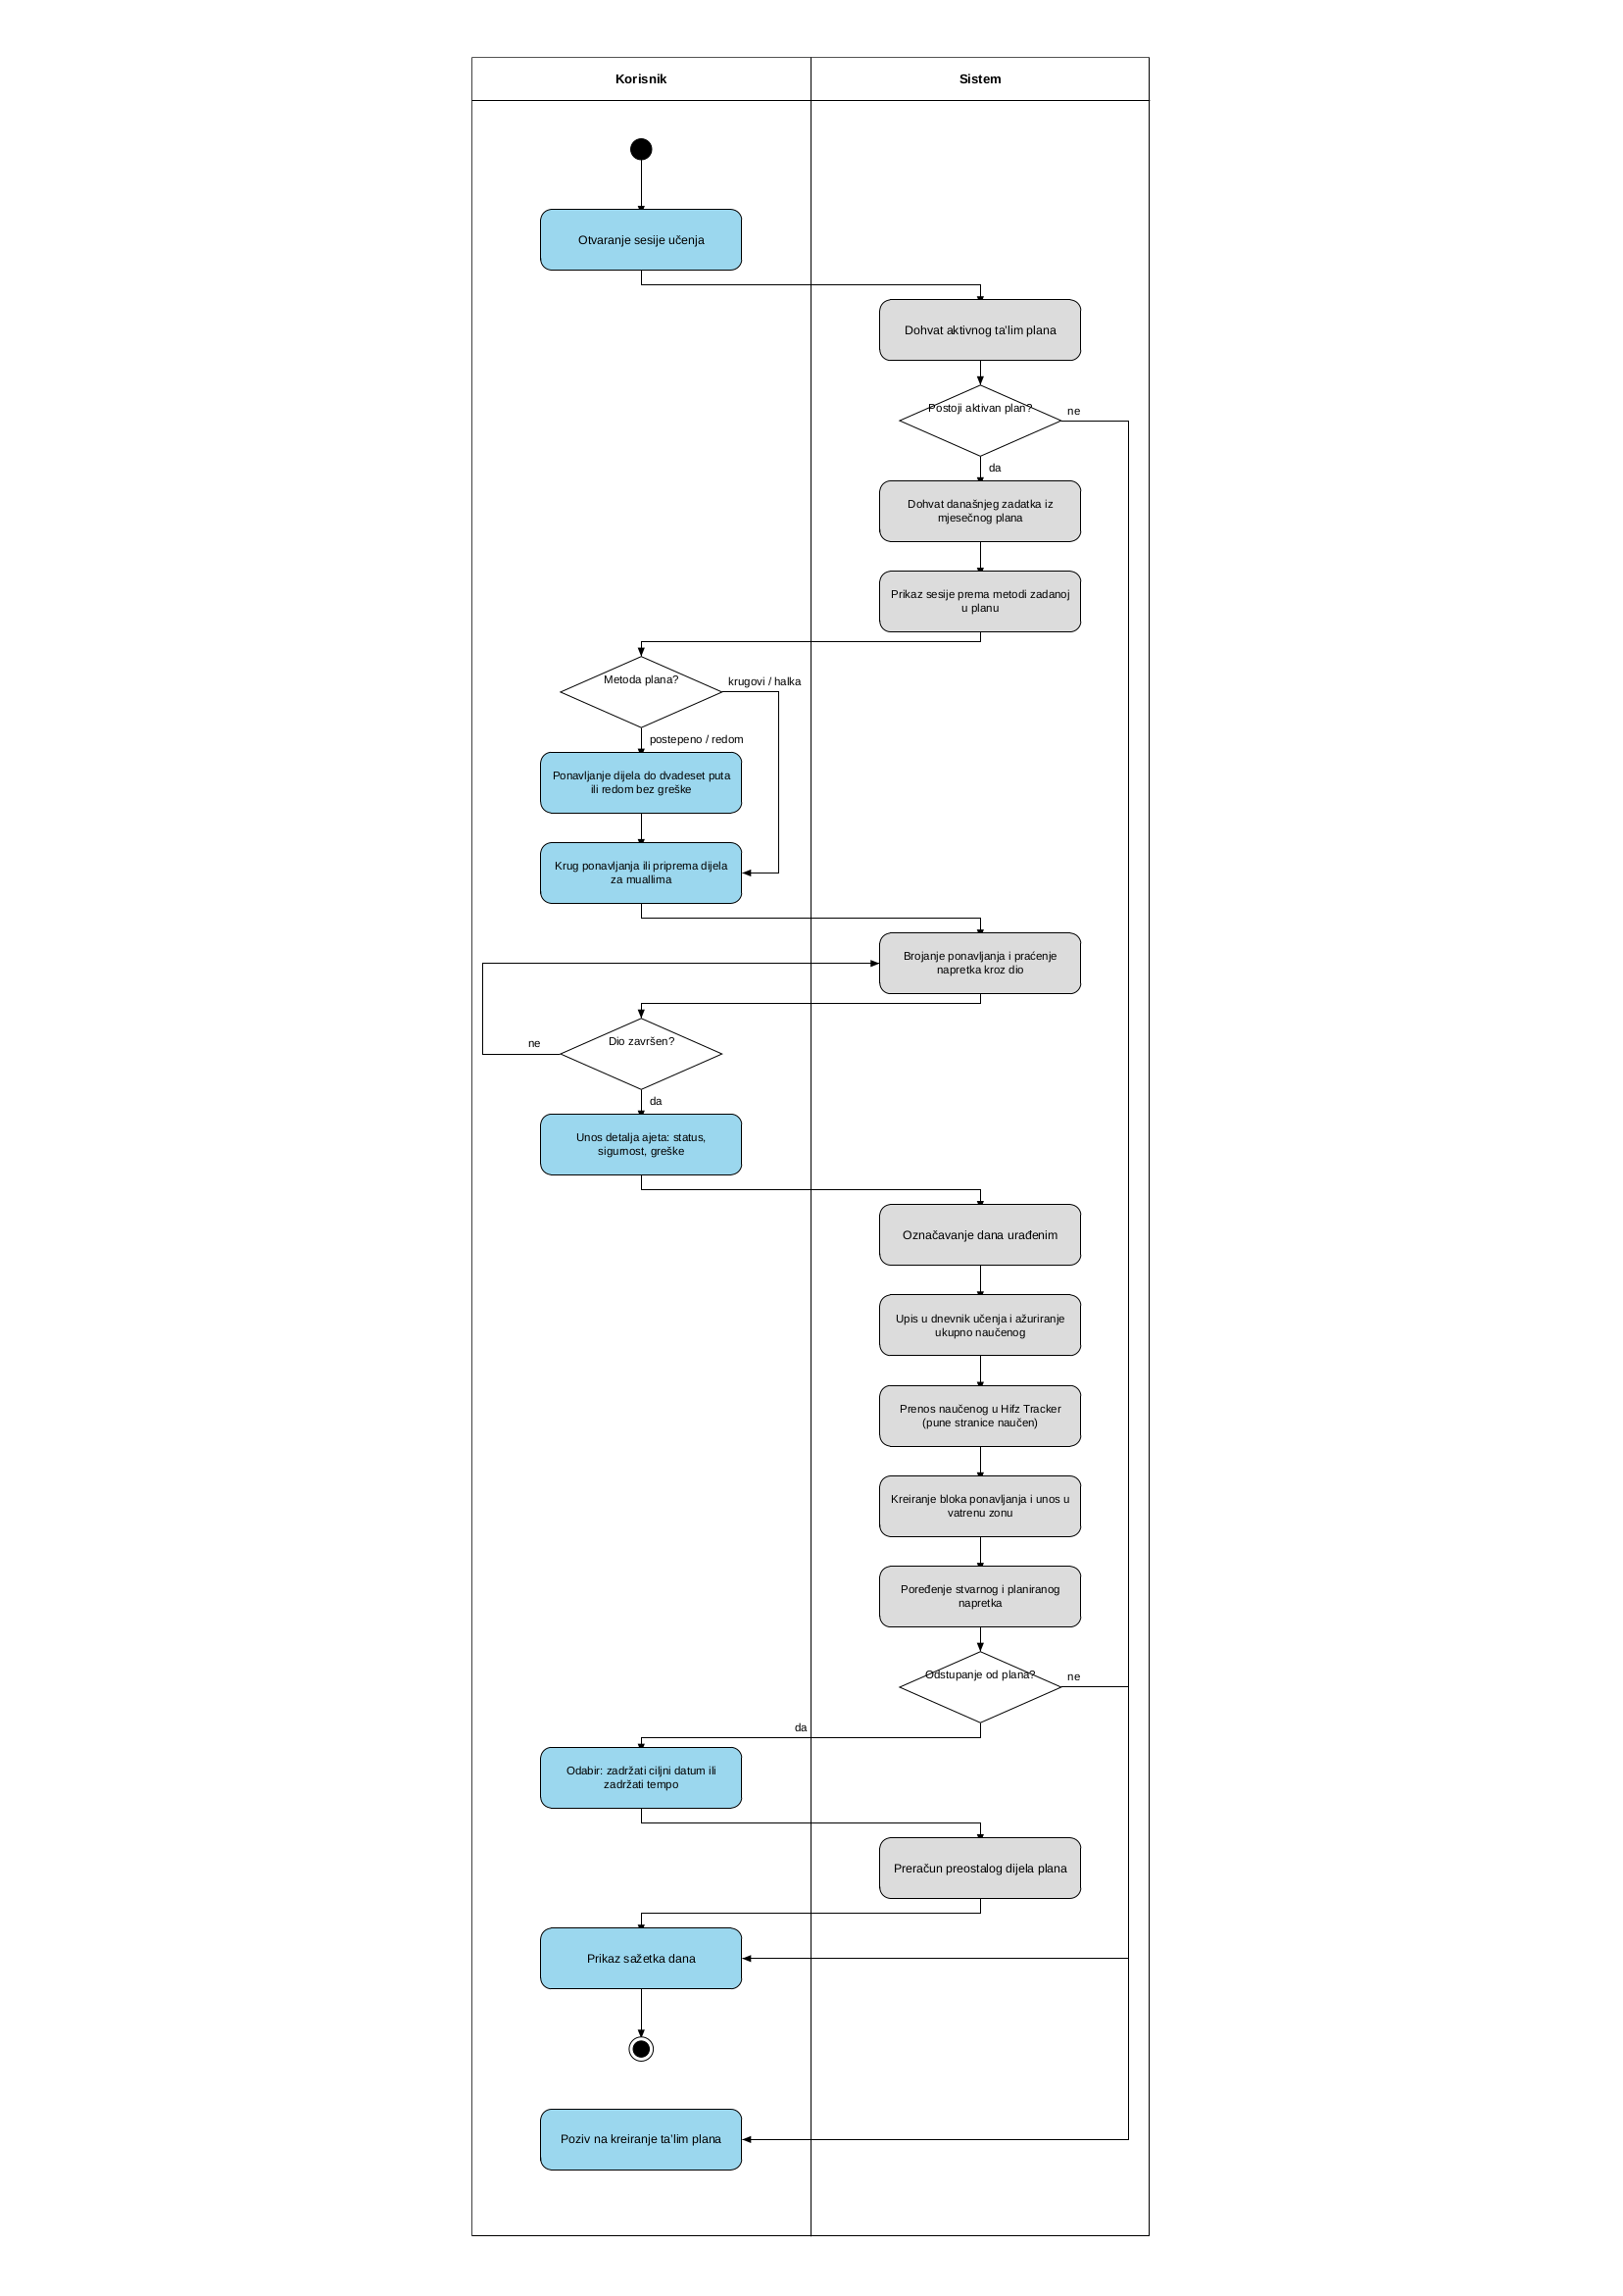 Korisnik
Sistem
Otvaranje sesije učenja
Dohvat aktivnog ta'lim plana
Postoji aktivan plan?
ne
da
Dohvat današnjeg zadatka iz
mjesečnog plana
Prikaz sesije prema metodi zadanoj
u planu
Metoda plana?
krugovi / halka
postepeno / redom
Ponavljanje dijela do dvadeset puta
ili redom bez greške
Krug ponavljanja ili priprema dijela
za muallima
Brojanje ponavljanja i praćenje
napretka kroz dio
Dio završen?
ne
da
Unos detalja ajeta: status,
sigurnost, greške
Označavanje dana urađenim
Upis u dnevnik učenja i ažuriranje
ukupno naučenog
Prenos naučenog u Hifz Tracker
(pune stranice naučen)
Kreiranje bloka ponavljanja i unos u
vatrenu zonu
Poređenje stvarnog i planiranog
napretka
Odstupanje od plana?
ne
da
Odabir: zadržati ciljni datum ili
zadržati tempo
Preračun preostalog dijela plana
Prikaz sažetka dana
Poziv na kreiranje ta'lim plana